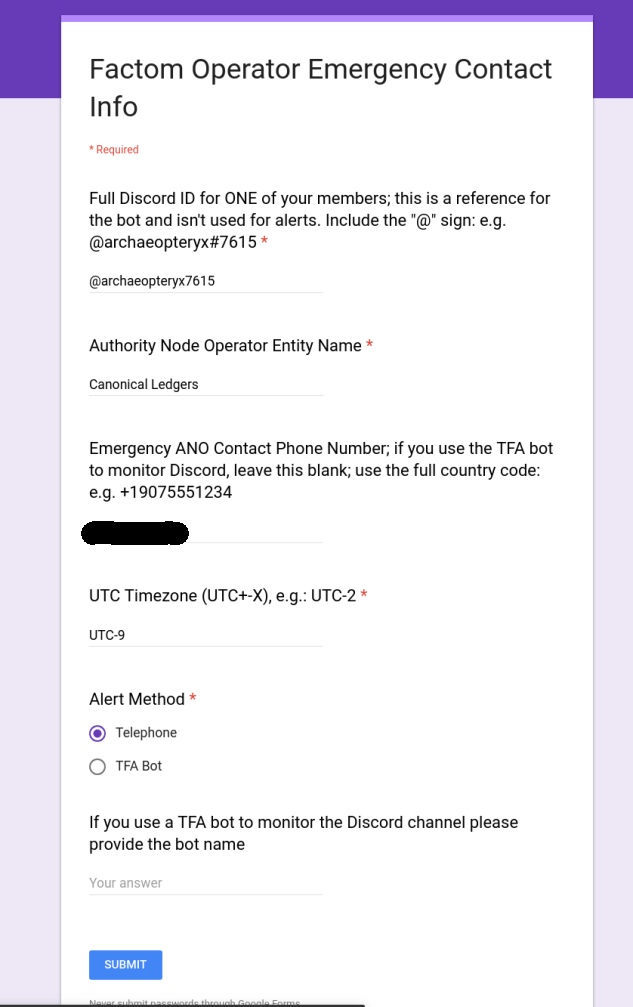 Factom Operator Emergency Contact
Info
* Required
Full Discord ID for ONE of your members; this is a reference for
the bot and isn't used for alerts. Include the "@" sign: e.g.
@archaeopteryx#7615 *
@archaeopteryx7615
Authority Node Operator Entity Name *
Canonical Ledgers
Emergency ANO Contact Phone Number; if you use the TFA bot
to monitor Discord, leave this blank; use the full country code:
e.g. +19075551234
UTC Timezone (UTC+-X), e.g.: UTC-2 *
UTC-9
Alert Method *
Telephone
TFA Bot
If you use a TFA bot to monitor the Discord channel please
provide the bot name
Your answer
SUBMIT
Never submit passwords through Google Forms.